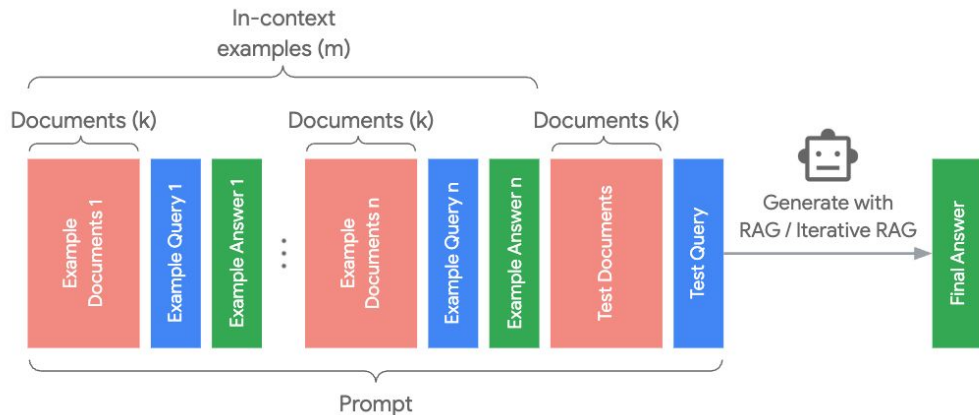 In-context
examples (m)
Documents (k)
Documents (k)
Documents (k)
Example
Documents 1
Example Query 1
Example Answer 1
...
Example
Documents n
Example Query n
Example Answer n
Test Documents
Test Query
Generate with
RAG / Iterative RAG
Final Answer
Prompt